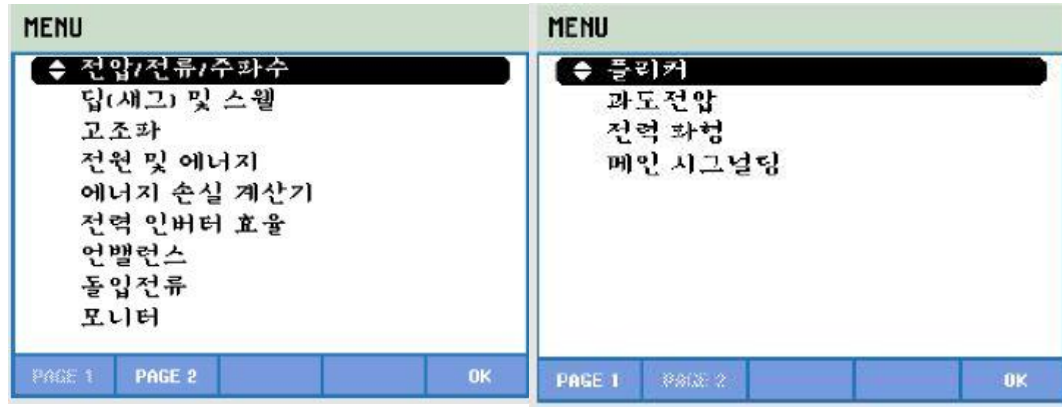 MENU
전압/전류/주파수
딥(새그) 및 스웰
고조파
전원 및 에너지
에너지 손실 계산기
전력 인버터 효율
언밸런스
돌입전류
모니터
PAGE 1 PAGE 2 OK
MENU
플리커
과도전압
전력 파형
메인 시그널딩
PAGE 1 PAGE 2 OK